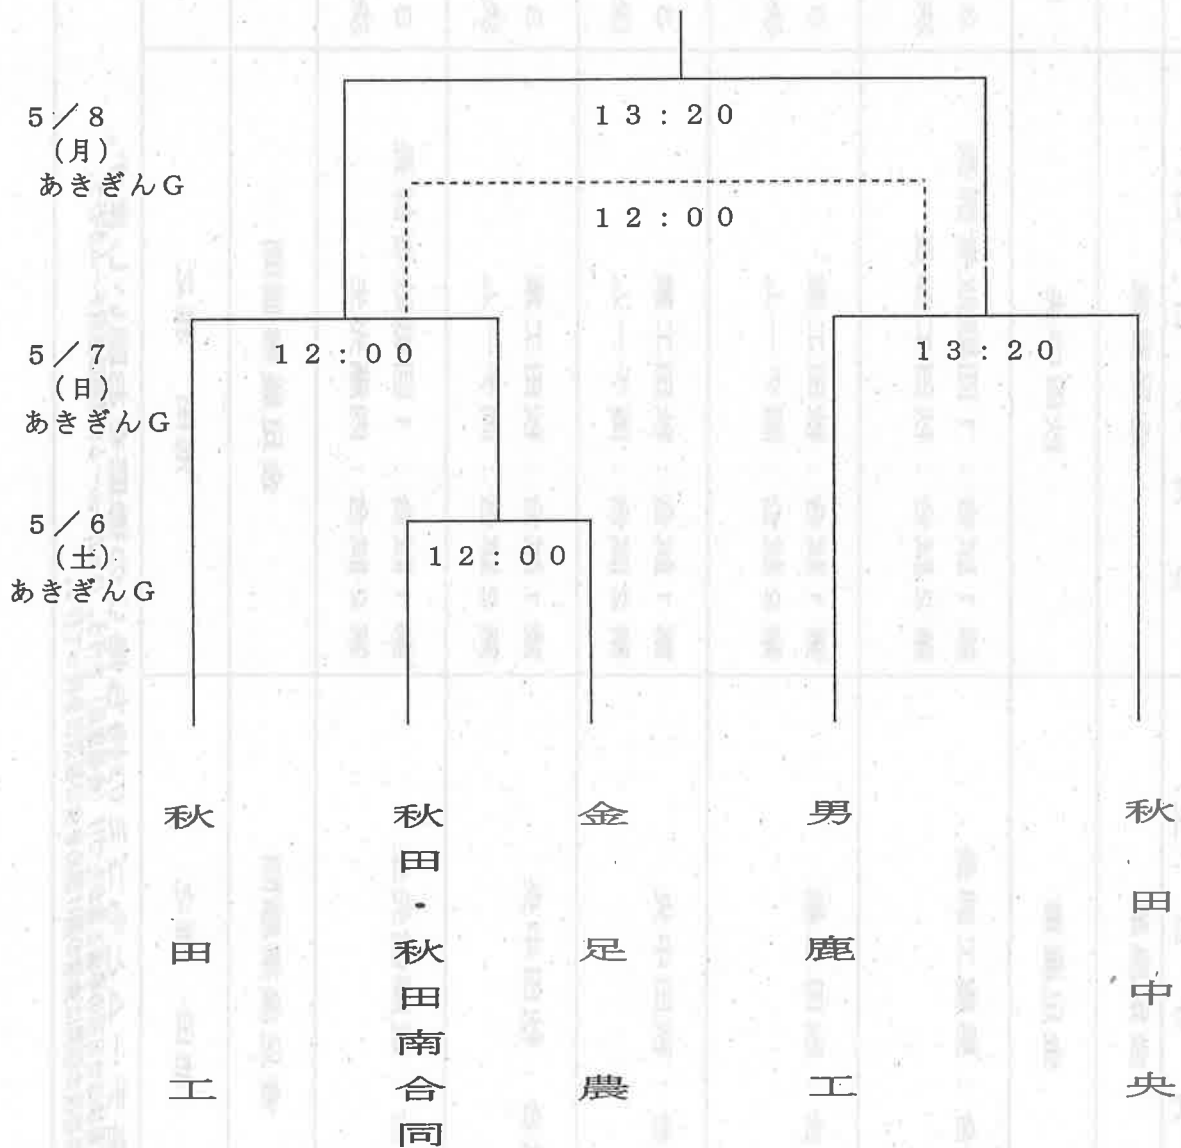 5／8
（月）
あきぎんG
13:20
12:00
5／7
（日）
あきぎんG
12:00
13:20
5／6
（土）
あきぎんG
12:00
秋田工
秋田・秋田南合同
金足農
男鹿工
秋田中央